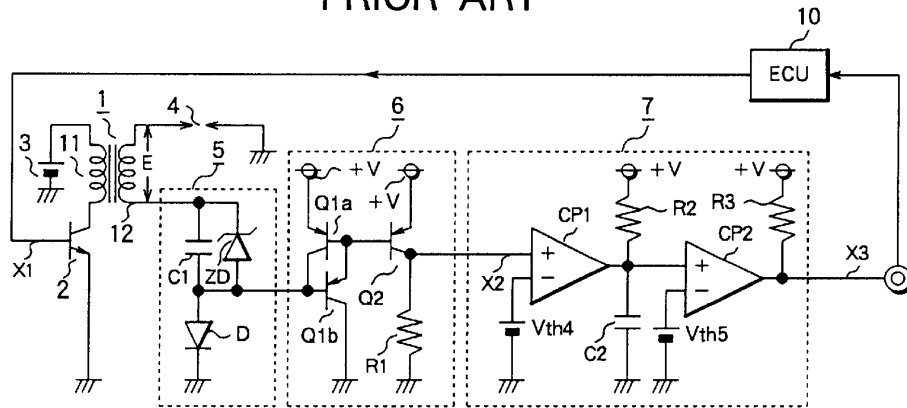 PRIOR ART
10
ECU
1
4
6
7
3
11
E
5
+V
+V
+V
+V
Q1a
R2
R3
CP1
CP2
X1
12
C1
ZD
X2
X3
2
Q2
D
Q1b
R1
Vth4
C2
Vth5